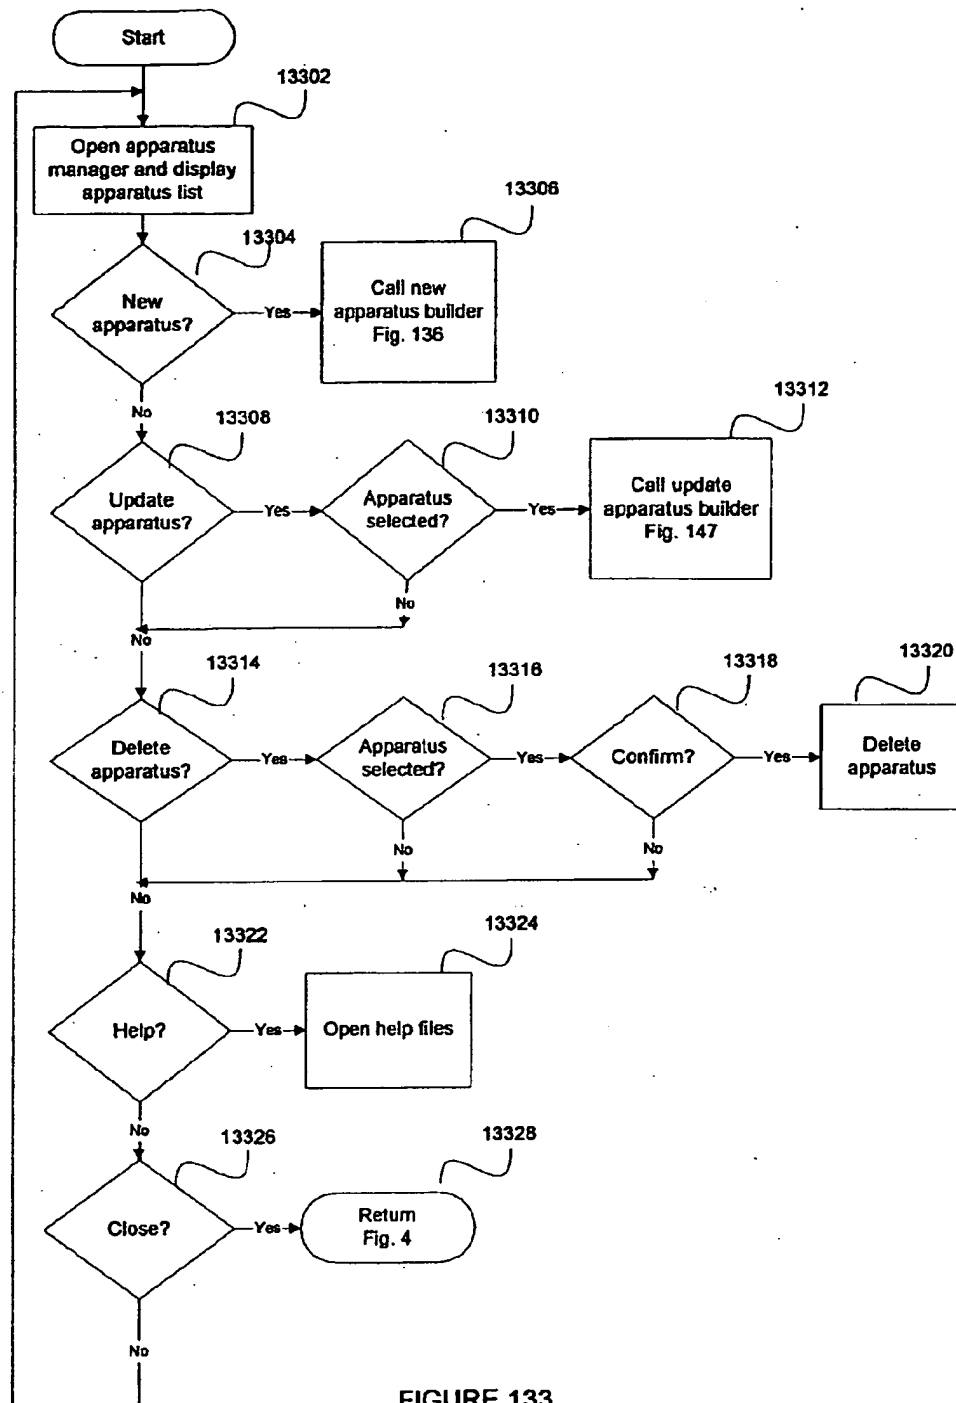 Start
13302
Open apparatus
manager and display
apparatus list
13304
13306
New
apparatus?
Yes
Call new
apparatus builder
Fig. 136
No
13308
13310
13312
Update
apparatus?
Yes
Apparatus
selected?
Yes
Call update
apparatus builder
Fig. 147
No
No
13314
13316
13318
13320
Delete
apparatus?
Yes
Apparatus
selected?
Yes
Confirm?
Yes
Delete
apparatus
No
No
No
13322
13324
Help?
Yes
Open help files
No
13326
13328
Close?
Yes
Return
Fig. 4
No
FIGURE 133